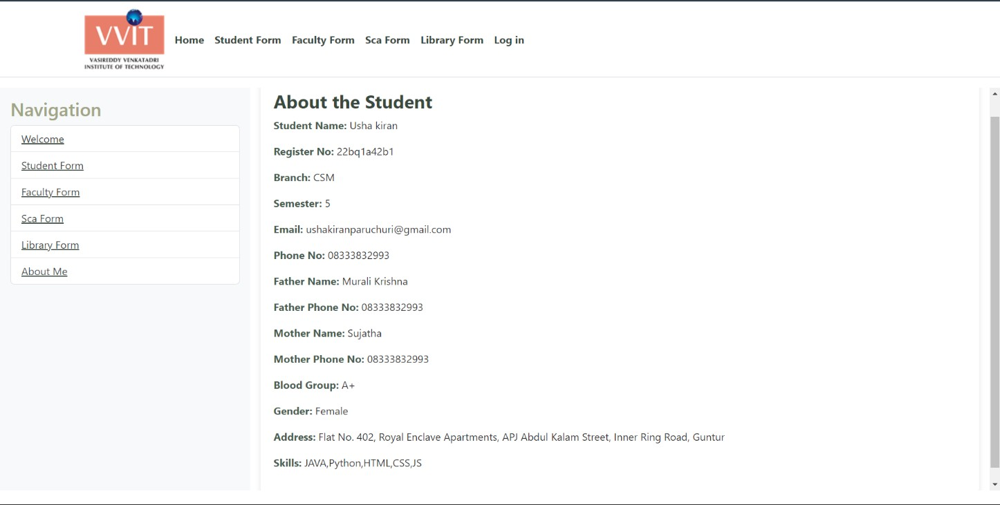 VVIT
VASIREDDY VENKATADRI
INSTITUTE OF TECHNOLOGY
Home Student Form Faculty Form Sca Form Library Form Log in
Navigation
Welcome
Student Form
Faculty Form
Sca Form
Library Form
About Me
About the Student
Student Name: Usha kiran
Register No: 22bq1a42b1
Branch: CSM
Semester: 5
Email: ushakiranparuchuri@gmail.com
Phone No: 08333832993
Father Name: Murali Krishna
Father Phone No: 08333832993
Mother Name: Sujatha
Mother Phone No: 08333832993
Blood Group: A+
Gender: Female
Address: Flat No. 402, Royal Enclave Apartments, APJ Abdul Kalam Street, Inner Ring Road, Guntur
Skills: JAVA,Python,HTML,CSS,JS